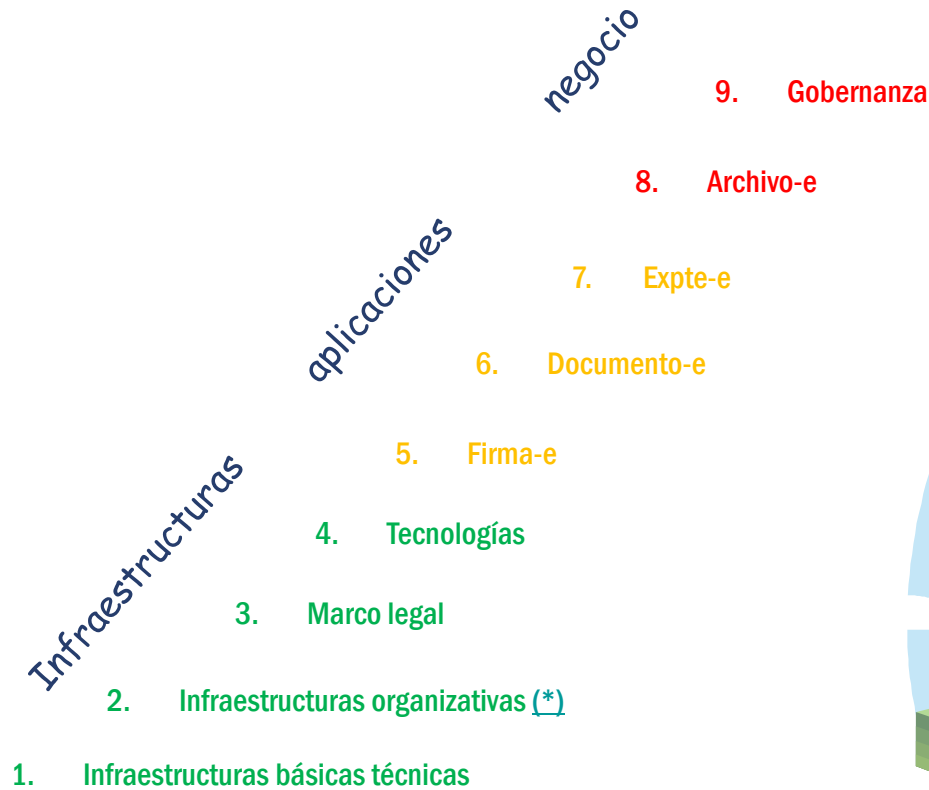 negocio
9. Gobernanza
8. Archivo-e
aplicaciones
7. Expte-e
6. Documento-e
5. Firma-e
Infraestructuras
4. Tecnologías
3. Marco legal
2. Infraestructuras organizativas (*)
1. Infraestructuras básicas técnicas